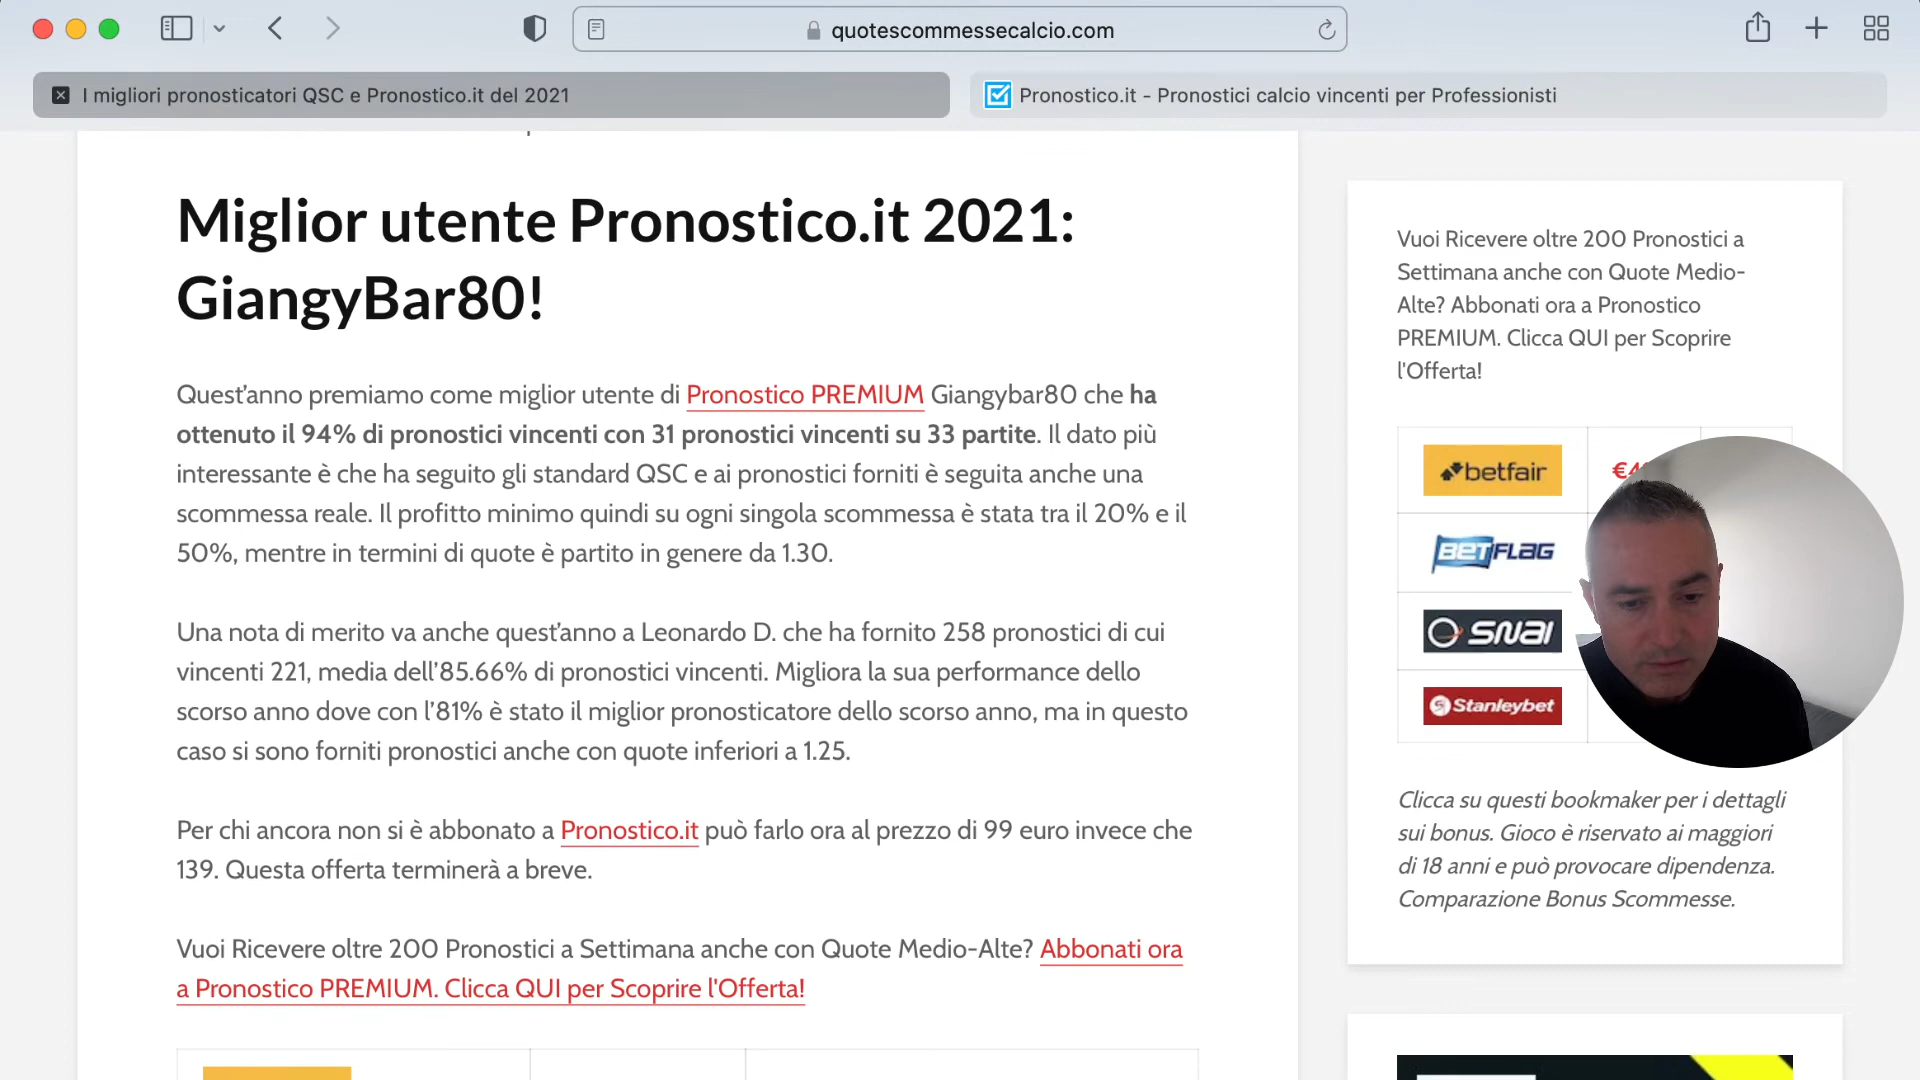 quotescommessecalcio.com
I migliori pronosticatori QSC e Pronostico.it del 2021
Pronostico.it - Pronostici calcio vincenti per Professionisti
Miglior utente Pronostico.it 2021:
GiangyBar80!
Quest'anno premiamo come miglior utente di Pronostico PREMIUM Giangybar80 che ha
ottenuto il 94% di pronostici vincenti con 31 pronostici vincenti su 33 partite. Il dato più
interessante è che ha seguito gli standard QSC e ai pronostici forniti è seguita anche una
scommessa reale. Il profitto minimo quindi su ogni singola scommessa è stata tra il 20% e il
50%, mentre in termini di quote è partito in genere da 1.30.
Una nota di merito va anche quest'anno a Leonardo D. che ha fornito 258 pronostici di cui
vincenti 221, media dell'85.66% di pronostici vincenti. Migliora la sua performance dello
scorso anno dove con l'81% è stato il miglior pronosticatore dello scorso anno, ma in questo
caso si sono forniti pronostici anche con quote inferiori a 1.25.
Per chi ancora non si è abbonato a Pronostico.it può farlo ora al prezzo di 99 euro invece che
139. Questa offerta terminerà a breve.
Vuoi Ricevere oltre 200 Pronostici a Settimana anche con Quote Medio-Alte? Abbonati ora
a Pronostico PREMIUM. Clicca QUI per Scoprire l'Offerta!
Vuoi Ricevere oltre 200 Pronostici a
Settimana anche con Quote Medio-
Alte? Abbonati ora a Pronostico
PREMIUM. Clicca QUI per Scoprire
l'Offerta!
betfair
BETFLAG
SNAI
Stanleybet
Clicca su questi bookmaker per i dettagli
sui bonus. Gioco è riservato ai maggiori
di 18 anni e può provocare dipendenza.
Comparazione Bonus Scommesse.